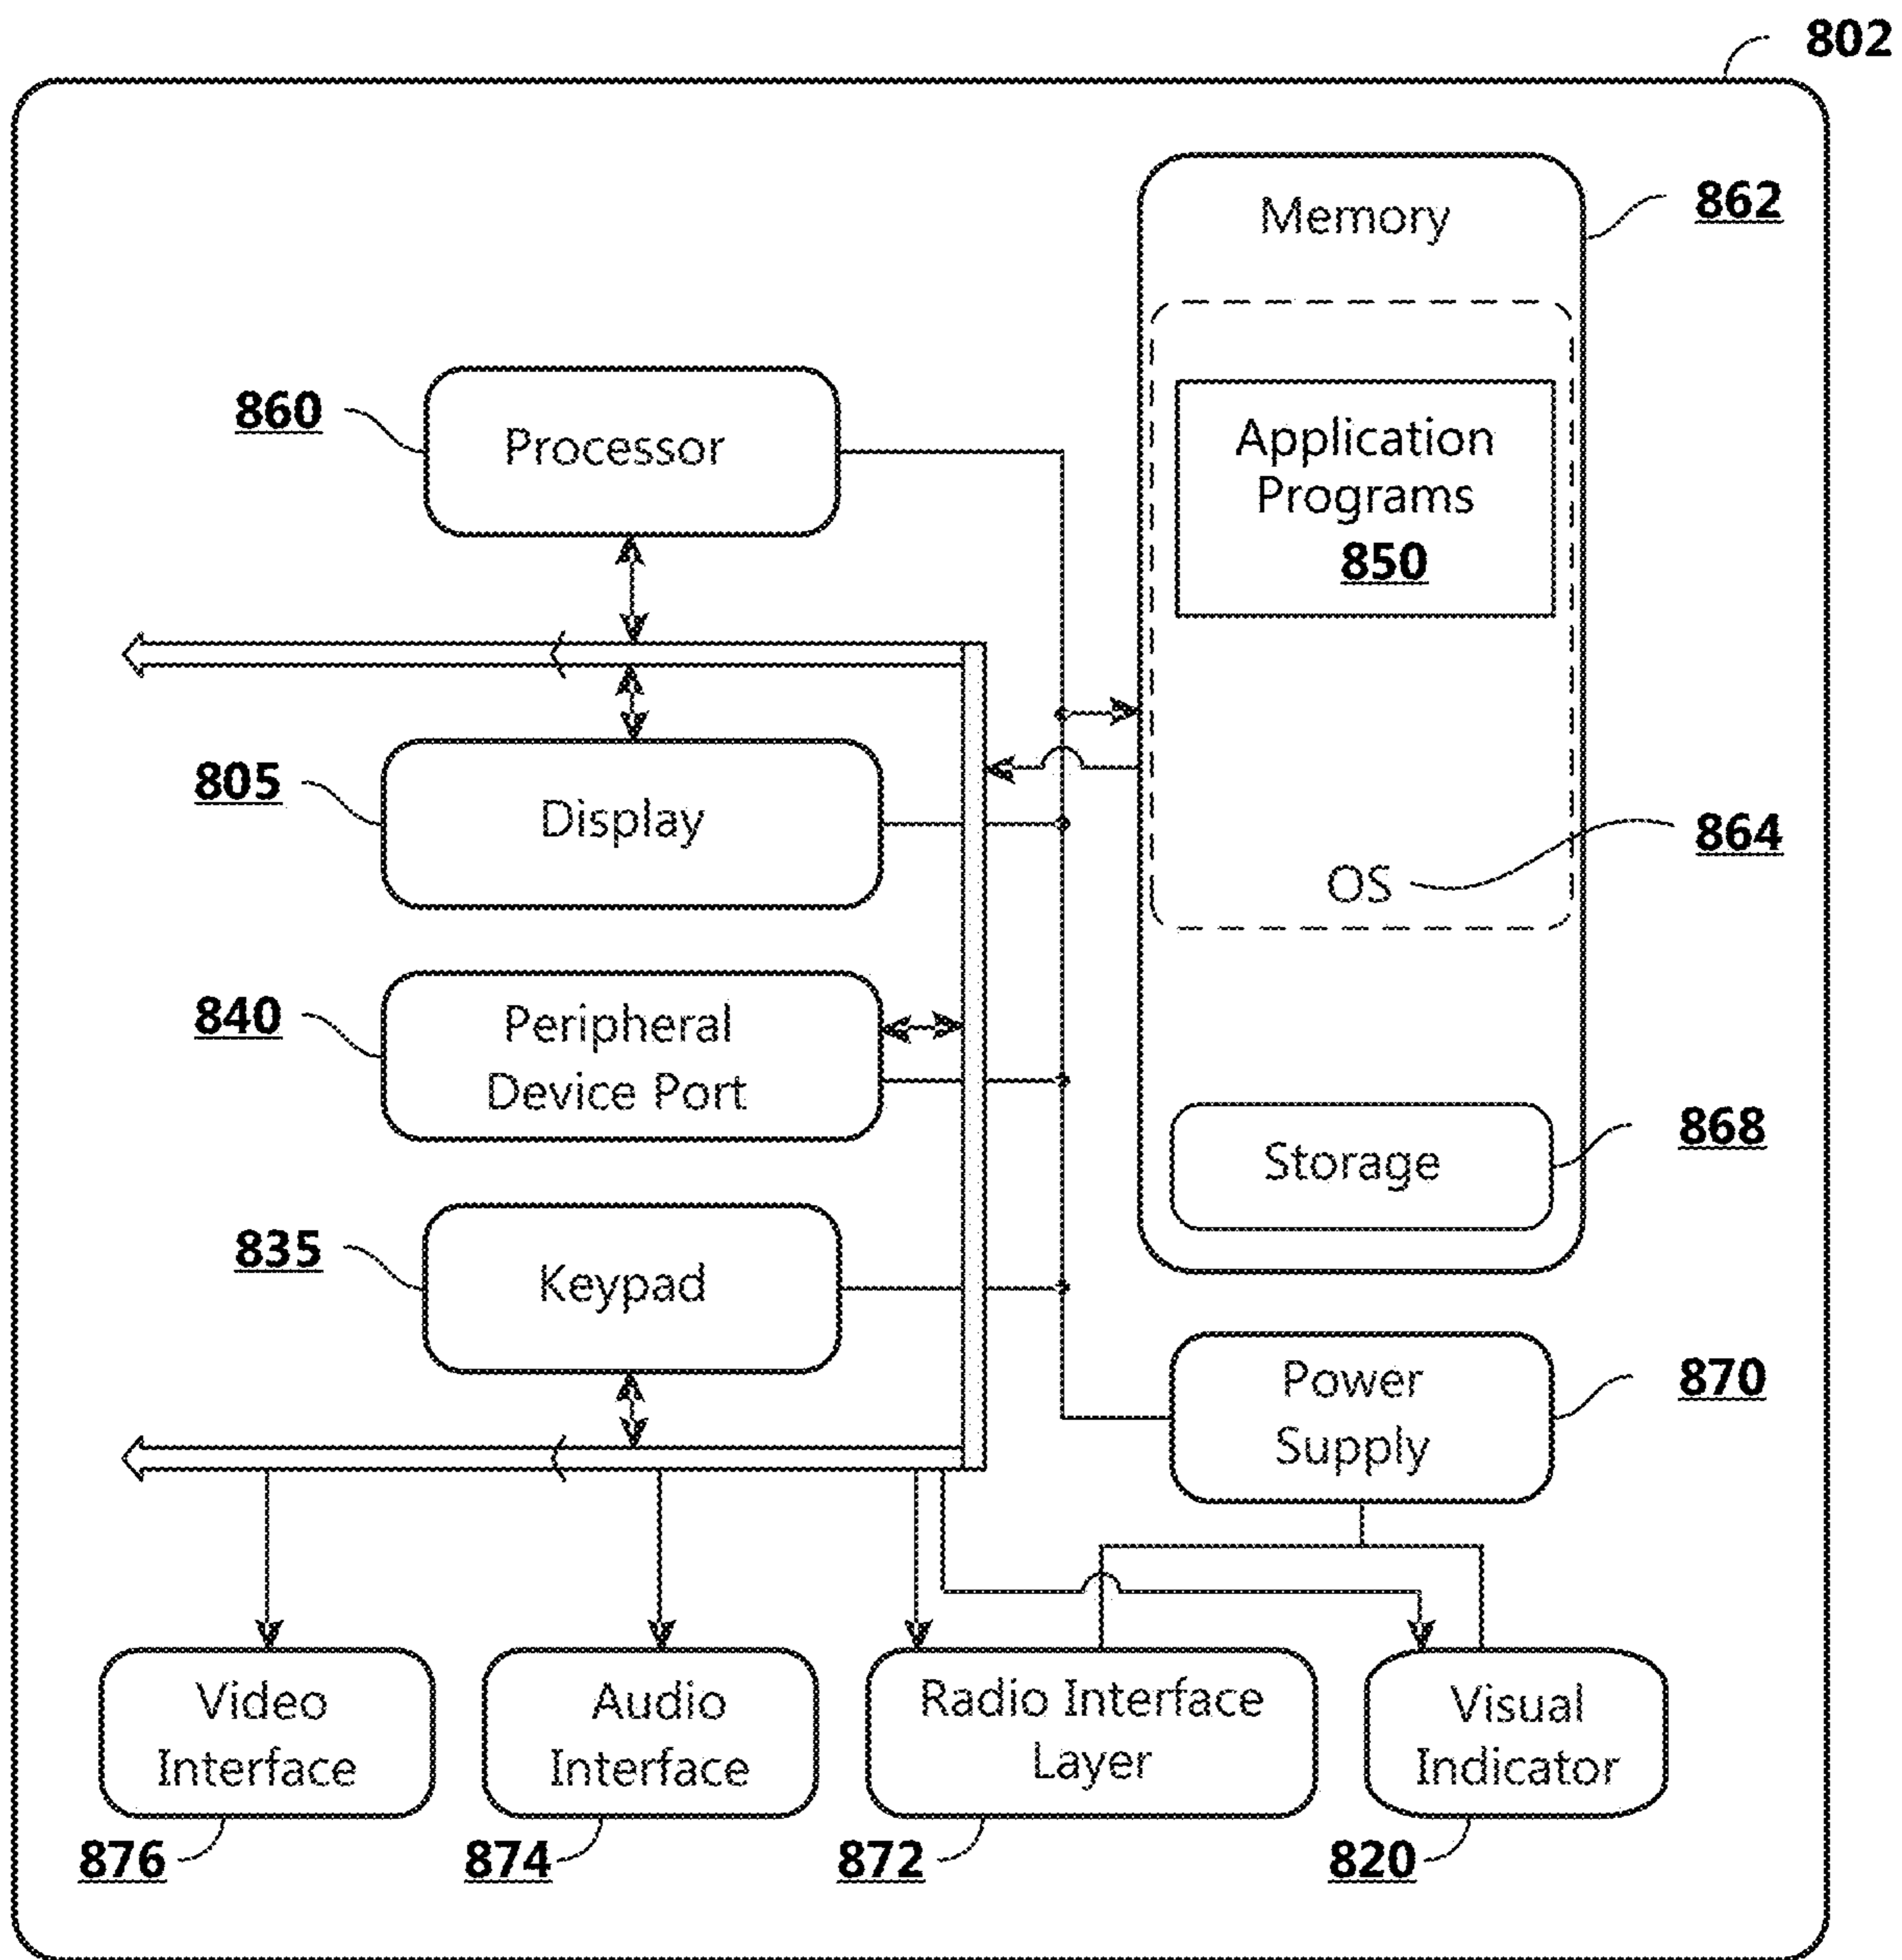 802
Memory
862
860
Processor
Application
Programs
850
805
Display
864
OS
840
Peripheral
Device Port
868
Storage
835
Keypad
Power
Supply
870
Video
Interface
Audio
Interface
Radio Interface
Layer
Visual
Indicator
876
874
872
820